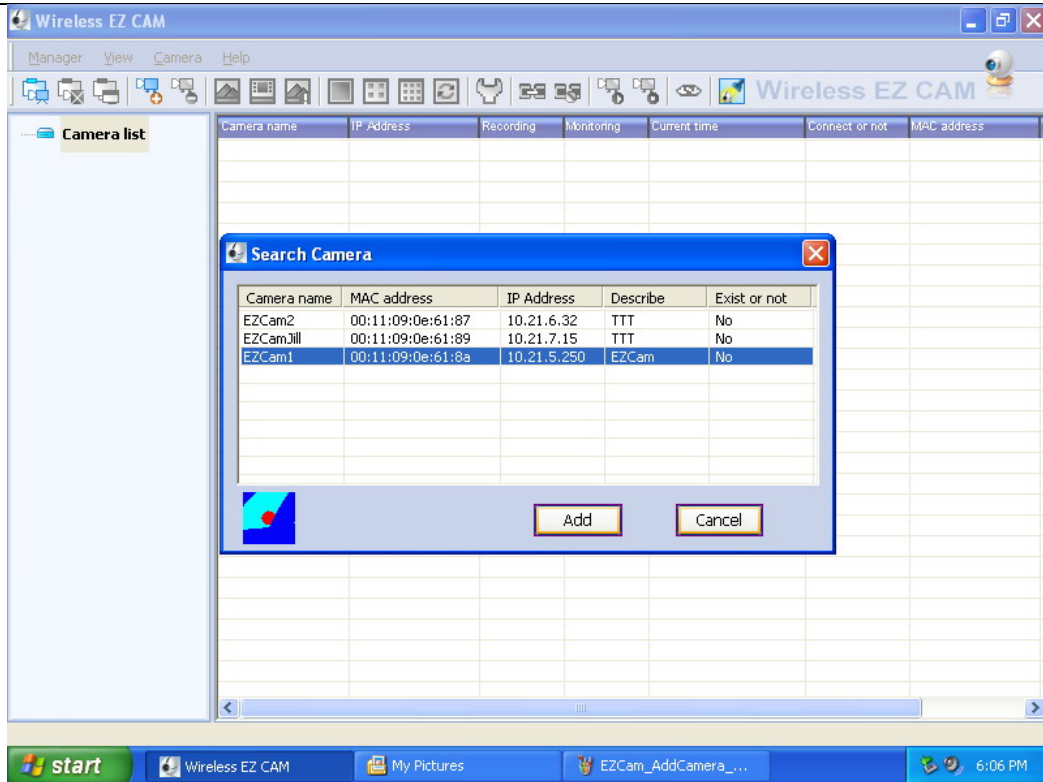 Wireless EZ CAM
Manager View Camera Help
Wireless EZ CAM
Camera list
Camera name IP Address Recording Monitoring Current time Connect or not MAC address
Search Camera
Camera name MAC address IP Address Describe Exist or not
EZCam2 00:11:09:0e:61:87 10.21.6.32 TTT No
EZCamJill 00:11:09:0e:61:89 10.21.7.15 TTT No
EZCam1 00:11:09:0e:61:8a 10.21.5.250 EZCam No
Add Cancel
start Wireless EZ CAM My Pictures EZCam_AddCamera_... 6:06 PM